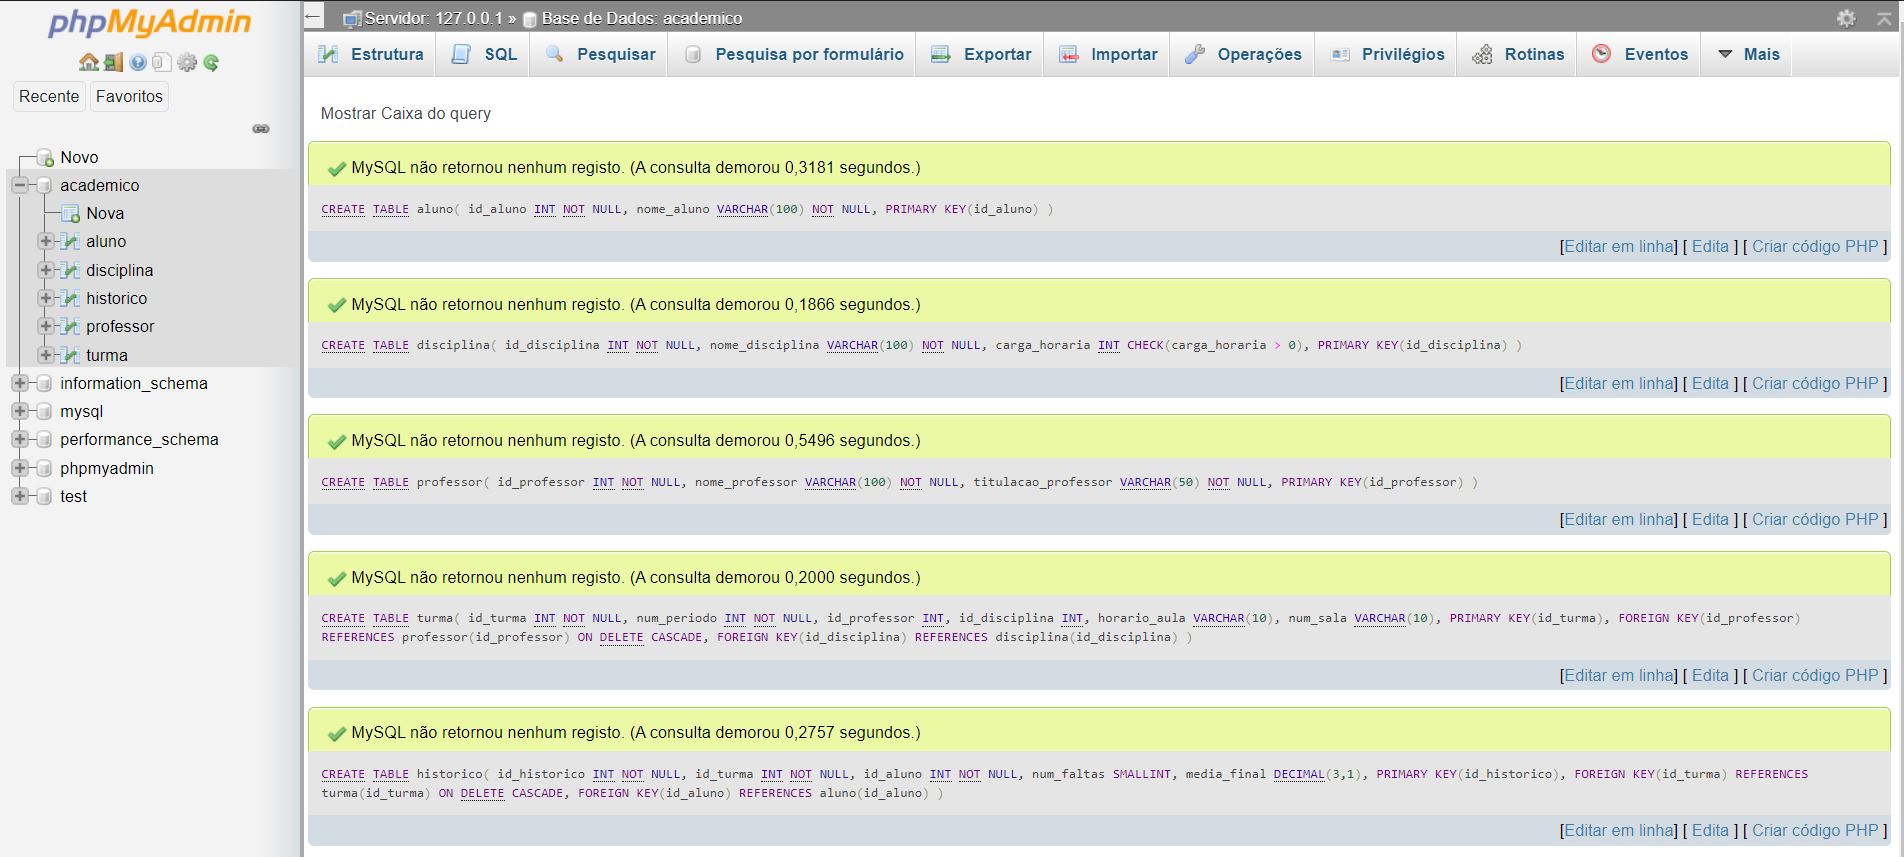 phpMyAdmin
Recente Favoritos
Novo
academico
Nova
aluno
disciplina
historico
professor
turma
information_schema
mysql
performance_schema
phpmyadmin
test
Servidor: 127.0.0.1 » Base de Dados: academico
Estrutura SQL Pesquisar Pesquisa por formulário Exportar Importar Operações Privilégios Rotinas Eventos Mais
Mostrar Caixa do query
MySQL não retornou nenhum registo. (A consulta demorou 0,3181 segundos.)
CREATE TABLE aluno( id_aluno INT NOT NULL, nome_aluno VARCHAR(100) NOT NULL, PRIMARY KEY(id_aluno) )
[Editar em linha] [ Edita ] [ Criar código PHP ]
MySQL não retornou nenhum registo. (A consulta demorou 0,1866 segundos.)
CREATE TABLE disciplina( id_disciplina INT NOT NULL, nome_disciplina VARCHAR(100) NOT NULL, carga_horaria INT CHECK(carga_horaria > 0), PRIMARY KEY(id_disciplina) )
[Editar em linha] [ Edita ] [ Criar código PHP ]
MySQL não retornou nenhum registo. (A consulta demorou 0,5496 segundos.)
CREATE TABLE professor( id_professor INT NOT NULL, nome_professor VARCHAR(100) NOT NULL, titulacao_professor VARCHAR(50) NOT NULL, PRIMARY KEY(id_professor) )
[Editar em linha] [ Edita ] [ Criar código PHP ]
MySQL não retornou nenhum registo. (A consulta demorou 0,2000 segundos.)
CREATE TABLE turma( id_turma INT NOT NULL, num_periodo INT NOT NULL, id_professor INT, id_disciplina INT, horario_aula VARCHAR(10), num_sala VARCHAR(10), PRIMARY KEY(id_turma), FOREIGN KEY(id_professor)
REFERENCES professor(id_professor) ON DELETE CASCADE, FOREIGN KEY(id_disciplina) REFERENCES disciplina(id_disciplina) )
[Editar em linha] [ Edita ] [ Criar código PHP ]
MySQL não retornou nenhum registo. (A consulta demorou 0,2757 segundos.)
CREATE TABLE historico( id_historico INT NOT NULL, id_turma INT NOT NULL, id_aluno INT NOT NULL, num_faltas SMALLINT, media_final DECIMAL(3,1), PRIMARY KEY(id_historico), FOREIGN KEY(id_turma) REFERENCES
turma(id_turma) ON DELETE CASCADE, FOREIGN KEY(id_aluno) REFERENCES aluno(id_aluno) )
[Editar em linha] [ Edita ] [ Criar código PHP ]